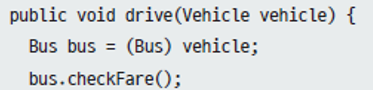 public void drive(Vehicle vehicle) {
Bus bus = (Bus) vehicle;
bus.checkFare();